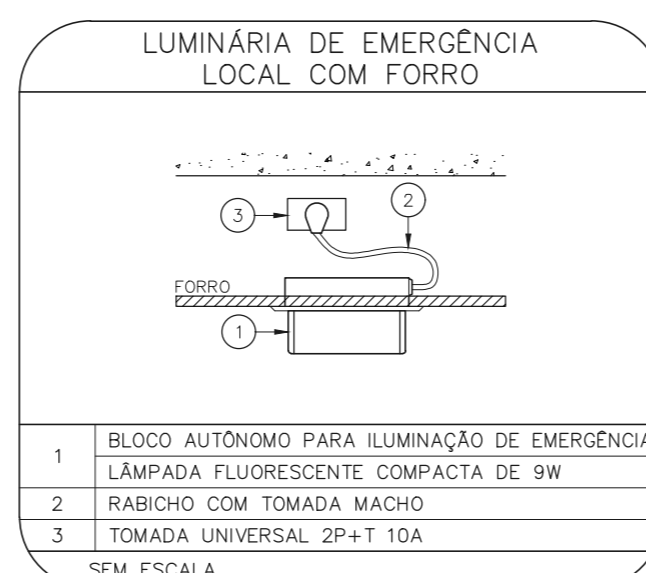 LUMINÁRIA DE EMERGÊNCIA
LOCAL COM FORRO
3
2
FORRO
1
1
BLOCO AUTÔNOMO PARA ILUMINAÇÃO DE EMERGÊNCIA
LÂMPADA FLUORESCENTE COMPACTA DE 9W
2 RABICHO COM TOMADA MACHO
3 TOMADA UNIVERSAL 2P+T 10A
SEM ESCALA